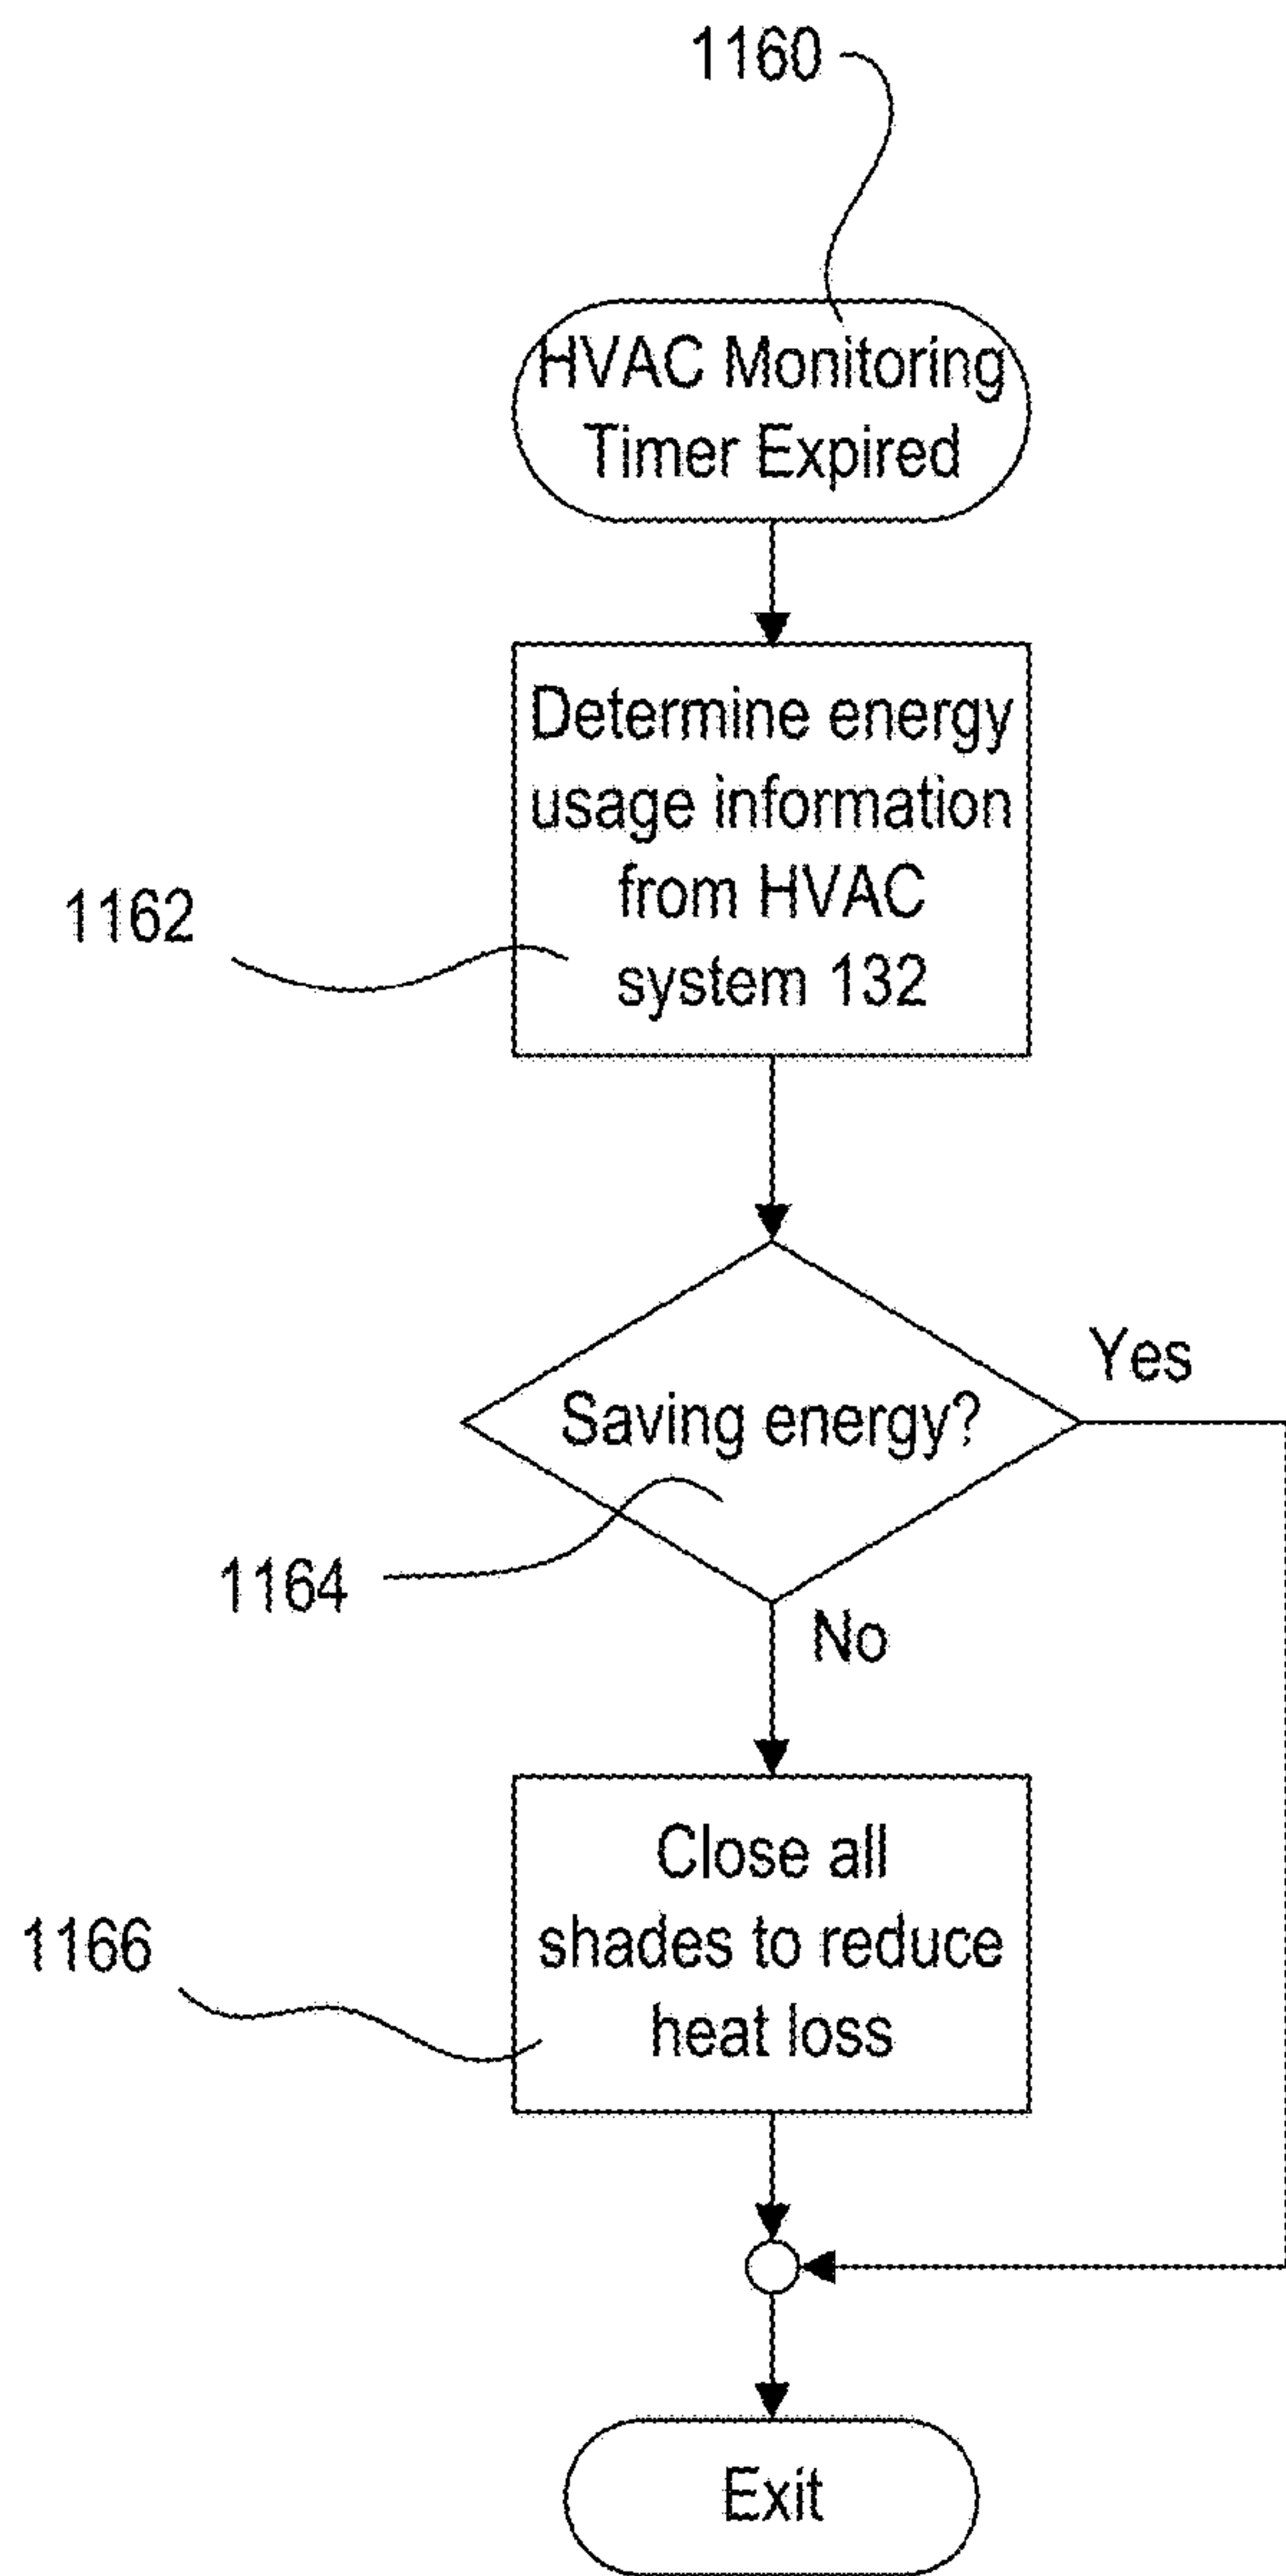 1160
HVAC Monitoring
Timer Expired
Determine energy
usage information
from HVAC
system 132
1162
Yes
Saving energy?
1164
No
Close all
shades to reduce
heat loss
1166
Exit